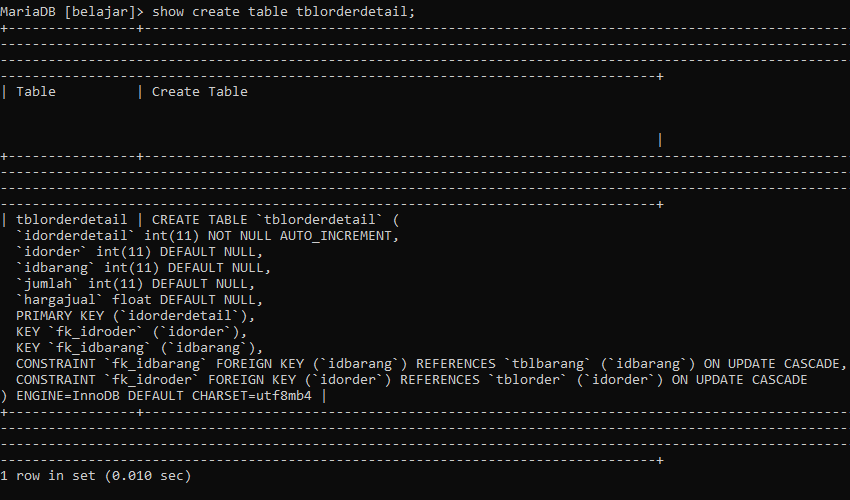 MariaDB [belajar]> show create table tblorderdetail;
| Table | Create Table |
| tblorderdetail | CREATE TABLE `tblorderdetail` (
`idorderdetail` int(11) NOT NULL AUTO_INCREMENT,
`idorder` int(11) DEFAULT NULL,
`idbarang` int(11) DEFAULT NULL,
`jumlah` int(11) DEFAULT NULL,
`hargajual` float DEFAULT NULL,
PRIMARY KEY (`idorderdetail`),
KEY `fk_idroder` (`idorder`),
KEY `fk_idbarang` (`idbarang`),
CONSTRAINT `fk_idbarang` FOREIGN KEY (`idbarang`) REFERENCES `tblbarang` (`idbarang`) ON UPDATE CASCADE,
CONSTRAINT `fk_idroder` FOREIGN KEY (`idorder`) REFERENCES `tblorder` (`idorder`) ON UPDATE CASCADE
) ENGINE=InnoDB DEFAULT CHARSET=utf8mb4 |
1 row in set (0.010 sec)